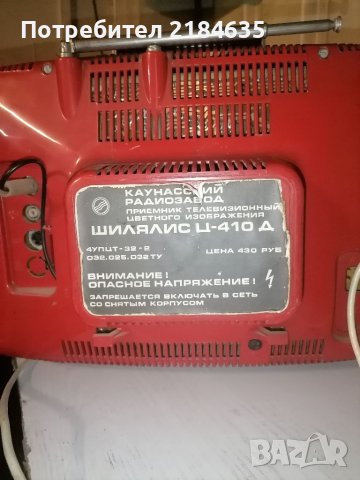 Потребител 2184635
КАУНАССКИЙ
РАДИОЗАВОД
ПРИЕМНИК ТЕЛЕВИЗИОННЫЙ
ЦВЕТНОГО ИЗОБРАЖЕНИЯ
ШИЛЯЛИС Ц-410 Д
4УПЦТ-32-2 ЦЕНА 430 РУБ
032.025.032 ТУ
ВНИМАНИЕ!
ОПАСНОЕ НАПРЯЖЕНИЕ!
ЗАПРЕЩАЕТСЯ ВКЛЮЧАТЬ В СЕТЬ
СО СНЯТЫМ КОРПУСОМ
BAZAR